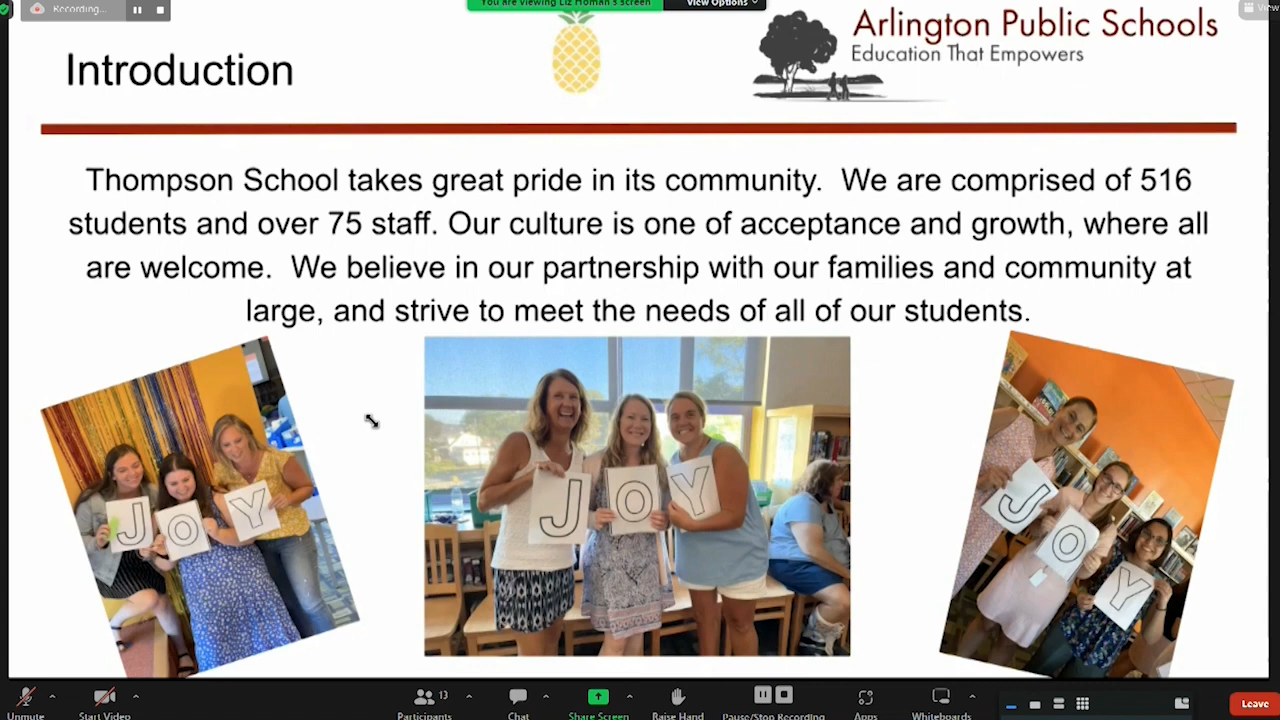 Recording...
You are viewing Liz Homan's screen
View Options
View
Arlington Public Schools
Education That Empowers
Introduction
Thompson School takes great pride in its community. We are comprised of 516
students and over 75 staff. Our culture is one of acceptance and growth, where all
are welcome. We believe in our partnership with our families and community at
large, and strive to meet the needs of all of our students.
J O Y
J O Y
J O Y
Unmute
Start Video
13
Participants
Chat
Share Screen
Raise Hand
Pause/Stop Recording
Apps
Whiteboards
Leave